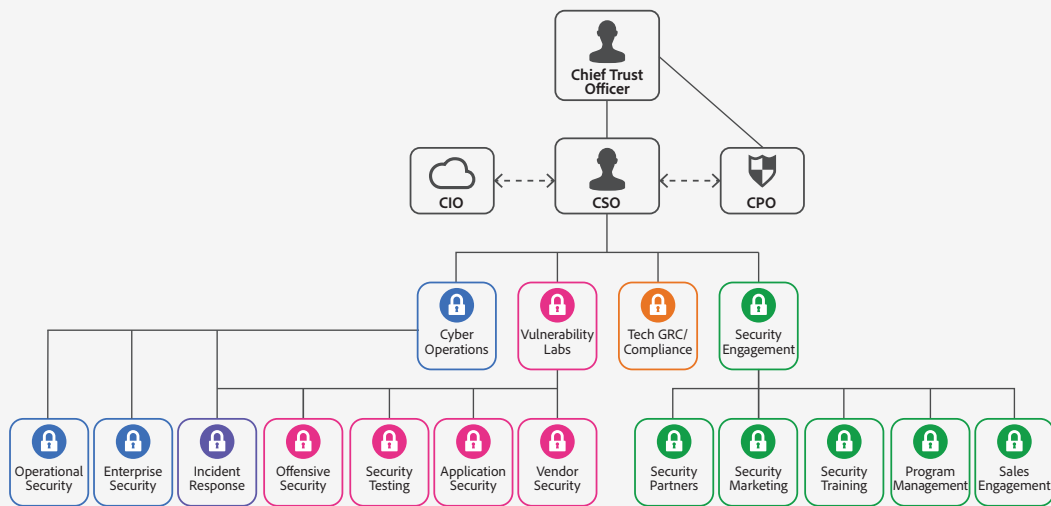 Chief Trust
Officer
CIO
CSO
CPO
Cyber
Operations
Vulnerability
Labs
Tech GRC/
Compliance
Security
Engagement
Operational
Security
Enterprise
Security
Incident
Response
Offensive
Security
Security
Testing
Application
Security
Vendor
Security
Security
Partners
Security
Marketing
Security
Training
Program
Management
Sales
Engagement